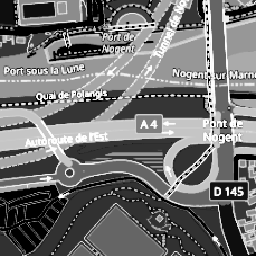 Port de
Nogent
Port sous la Lune
Nogent sur Marne
Quai de Polangis
A 4
Pont de
Nogent
Autoroute de l'Est
D 145